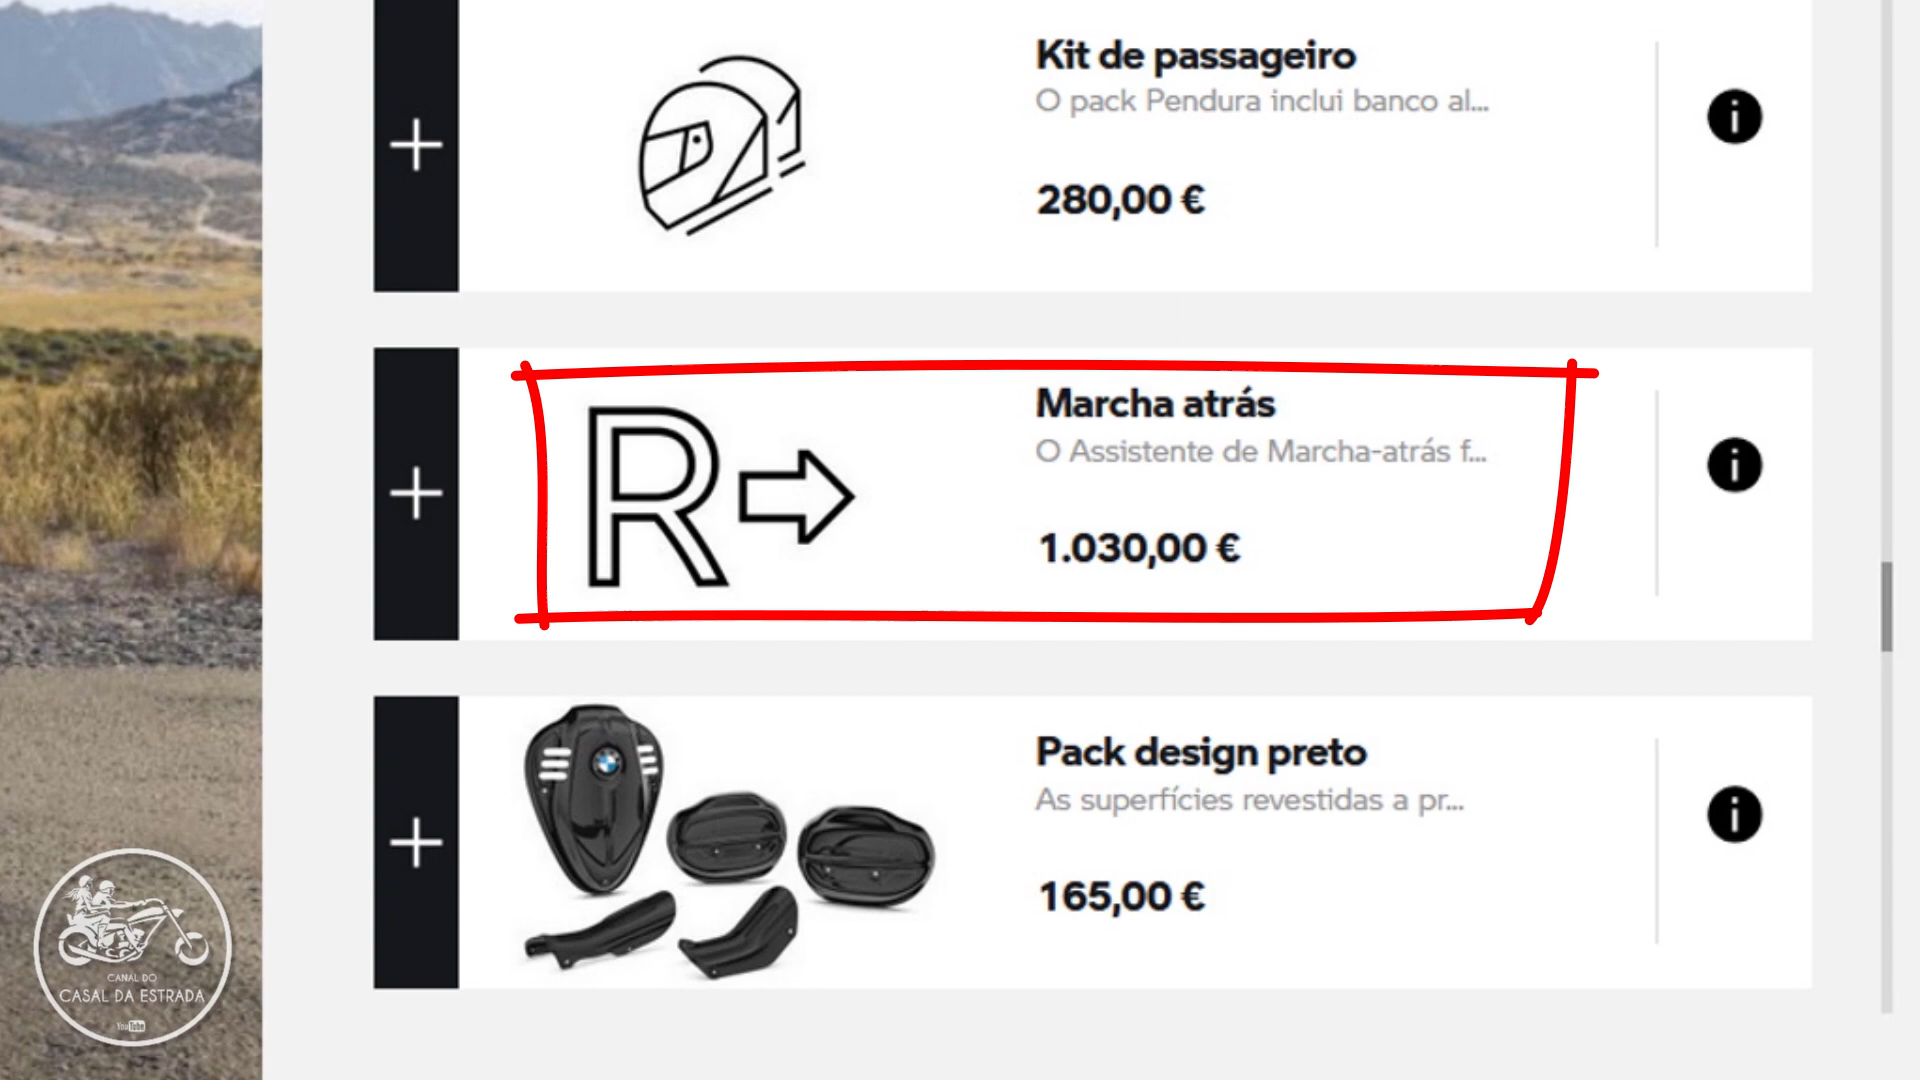 Kit de passageiro
O pack Pendura inclui banco al...
280,00 €
R
Marcha atrás
O Assistente de Marcha-atrás f...
1.030,00 €
Pack design preto
As superfícies revestidas a pr...
165,00 €
CANAL DO
CASAL DA ESTRADA
YouTube